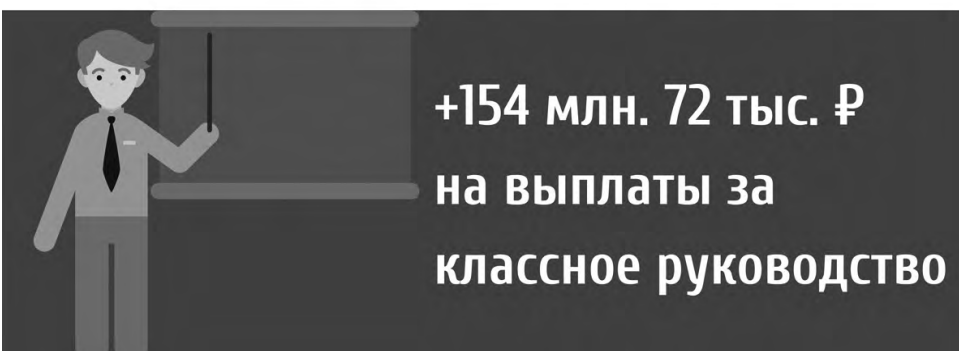 +154 млн. 72 тыс. ₽
на выплаты за
классное руководство